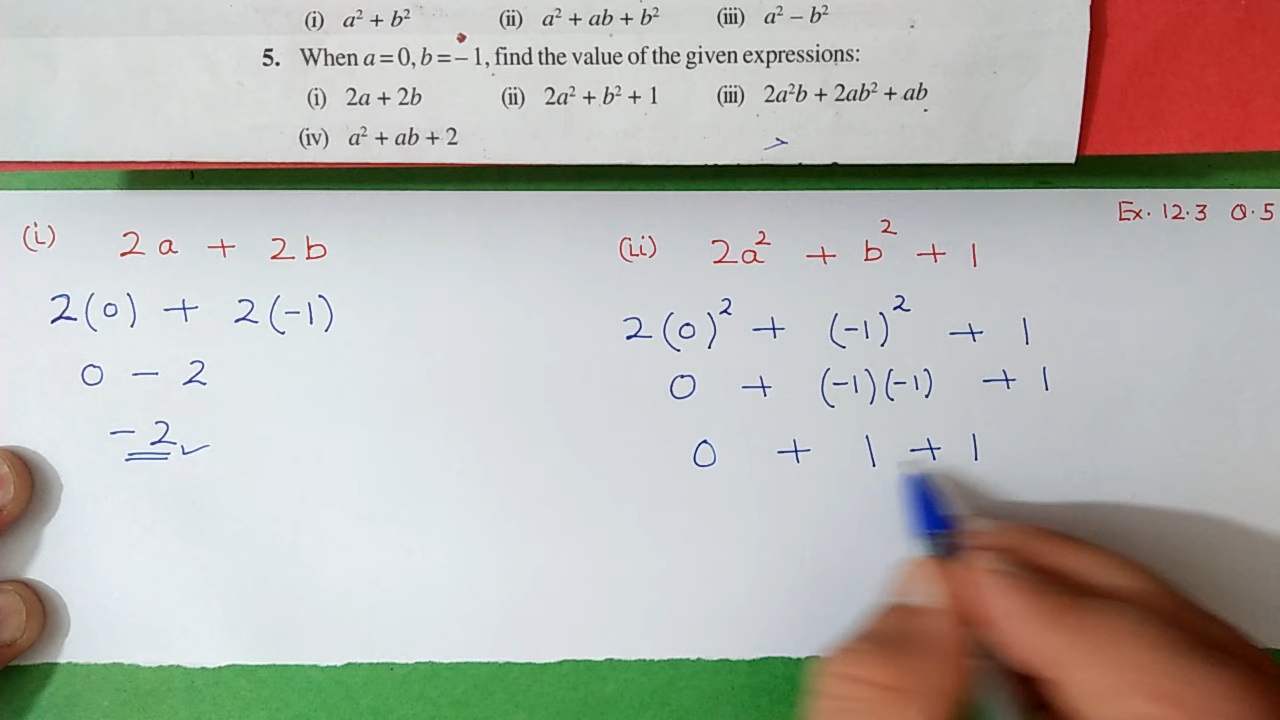 (i) a² + b² (ii) a² + ab + b² (iii) a² – b²
5. When a = 0, b = – 1, find the value of the given expressions:
(i) 2a + 2b (ii) 2a² + b² + 1 (iii) 2a²b + 2ab² + ab
(iv) a² + ab + 2
Ex. 12.3 Q.5
(i) 2a + 2b
2(0) + 2(-1)
0 - 2
-2
(ii) 2a² + b² + 1
2(0)² + (-1)² + 1
0 + (-1)(-1) + 1
0 + 1 + 1